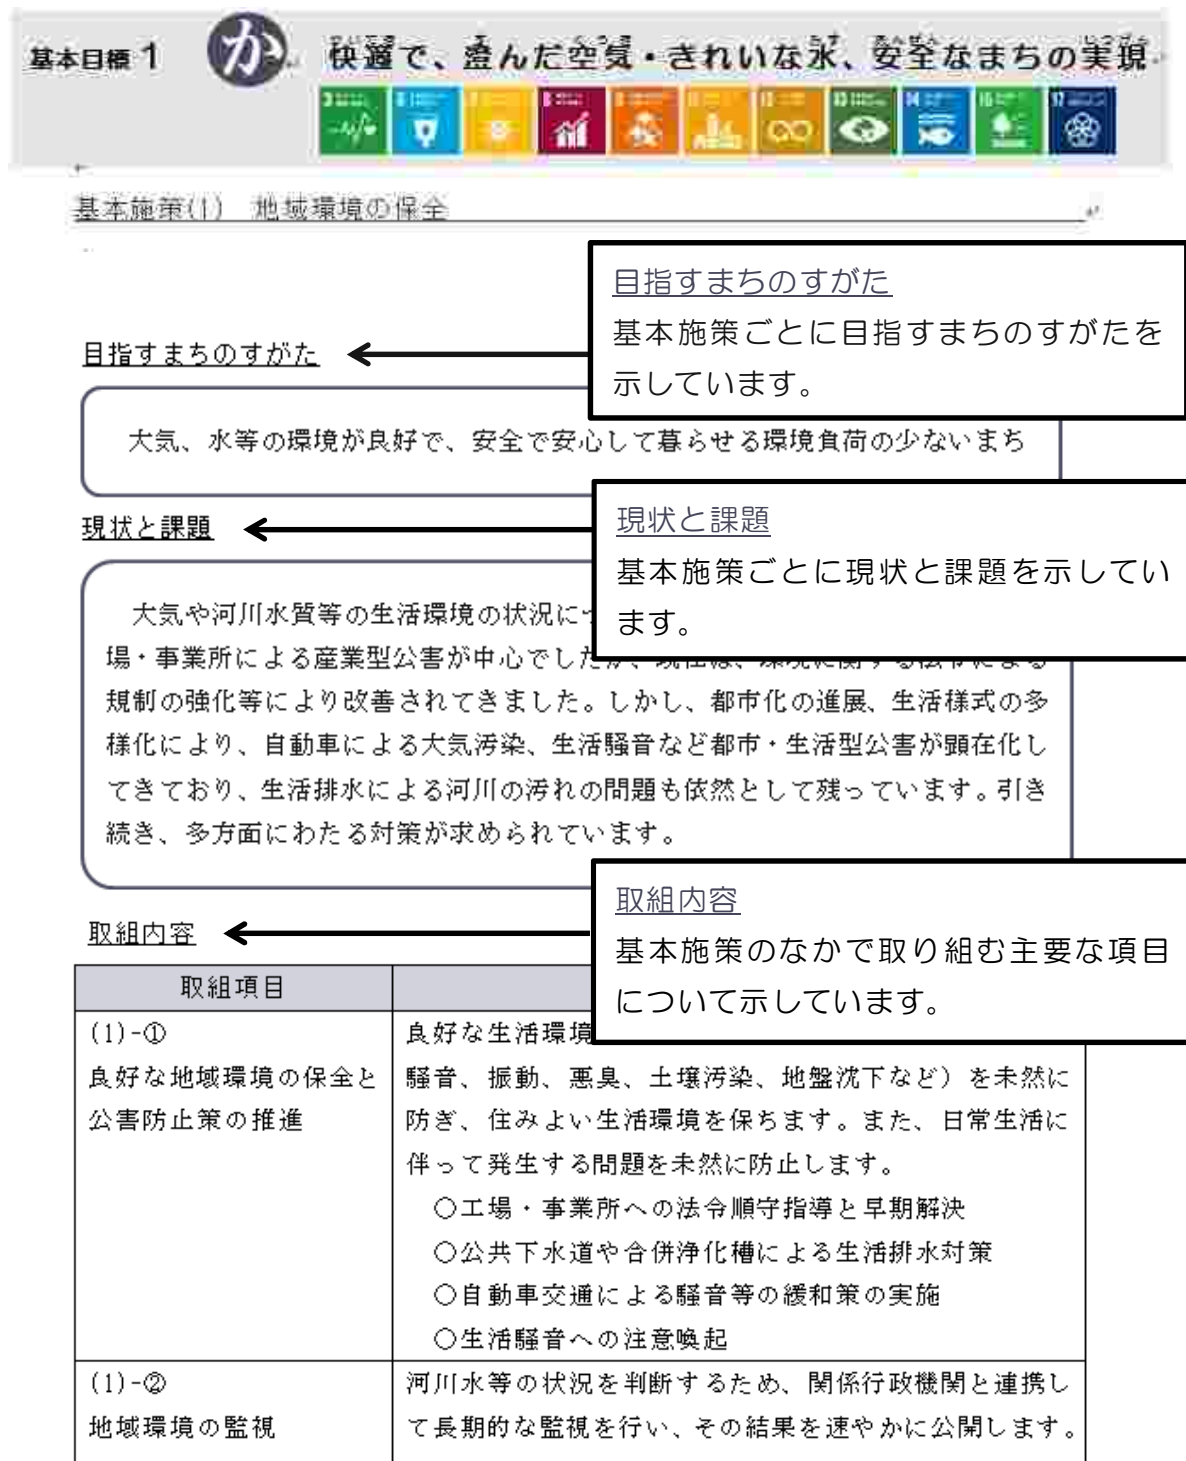 基本目標 1 か 快適で、澄んだ空気・きれいな水、安全なまちの実現
基本施策(1) 地域環境の保全
目指すまちのすがた
基本施策ごとに目指すまちのすがたを
示しています。
目指すまちのすがた
大気、水等の環境が良好で、安全で安心して暮らせる環境負荷の少ないまち
現状と課題
基本施策ごとに現状と課題を示してい
ます。
現状と課題
大気や河川水質等の生活環境の状況に
場・事業所による産業型公害が中心でした
規制の強化等により改善されてきました。しかし、都市化の進展、生活様式の多
様化により、自動車による大気汚染、生活騒音など都市・生活型公害が顕在化し
てきており、生活排水による河川の汚れの問題も依然として残っています。引き
続き、多方面にわたる対策が求められています。
取組内容
基本施策のなかで取り組む主要な項目
について示しています。
取組内容
取組項目
(1)-①
良好な地域環境の保全と
公害防止策の推進
良好な生活環境
騒音、振動、悪臭、土壌汚染、地盤沈下など）を未然に
防ぎ、住みよい生活環境を保ちます。また、日常生活に
伴って発生する問題を未然に防止します。
○工場・事業所への法令順守指導と早期解決
○公共下水道や合併浄化槽による生活排水対策
○自動車交通による騒音等の緩和策の実施
○生活騒音への注意喚起
(1)-②
地域環境の監視
河川水等の状況を判断するため、関係行政機関と連携し
て長期的な監視を行い、その結果を速やかに公開します。